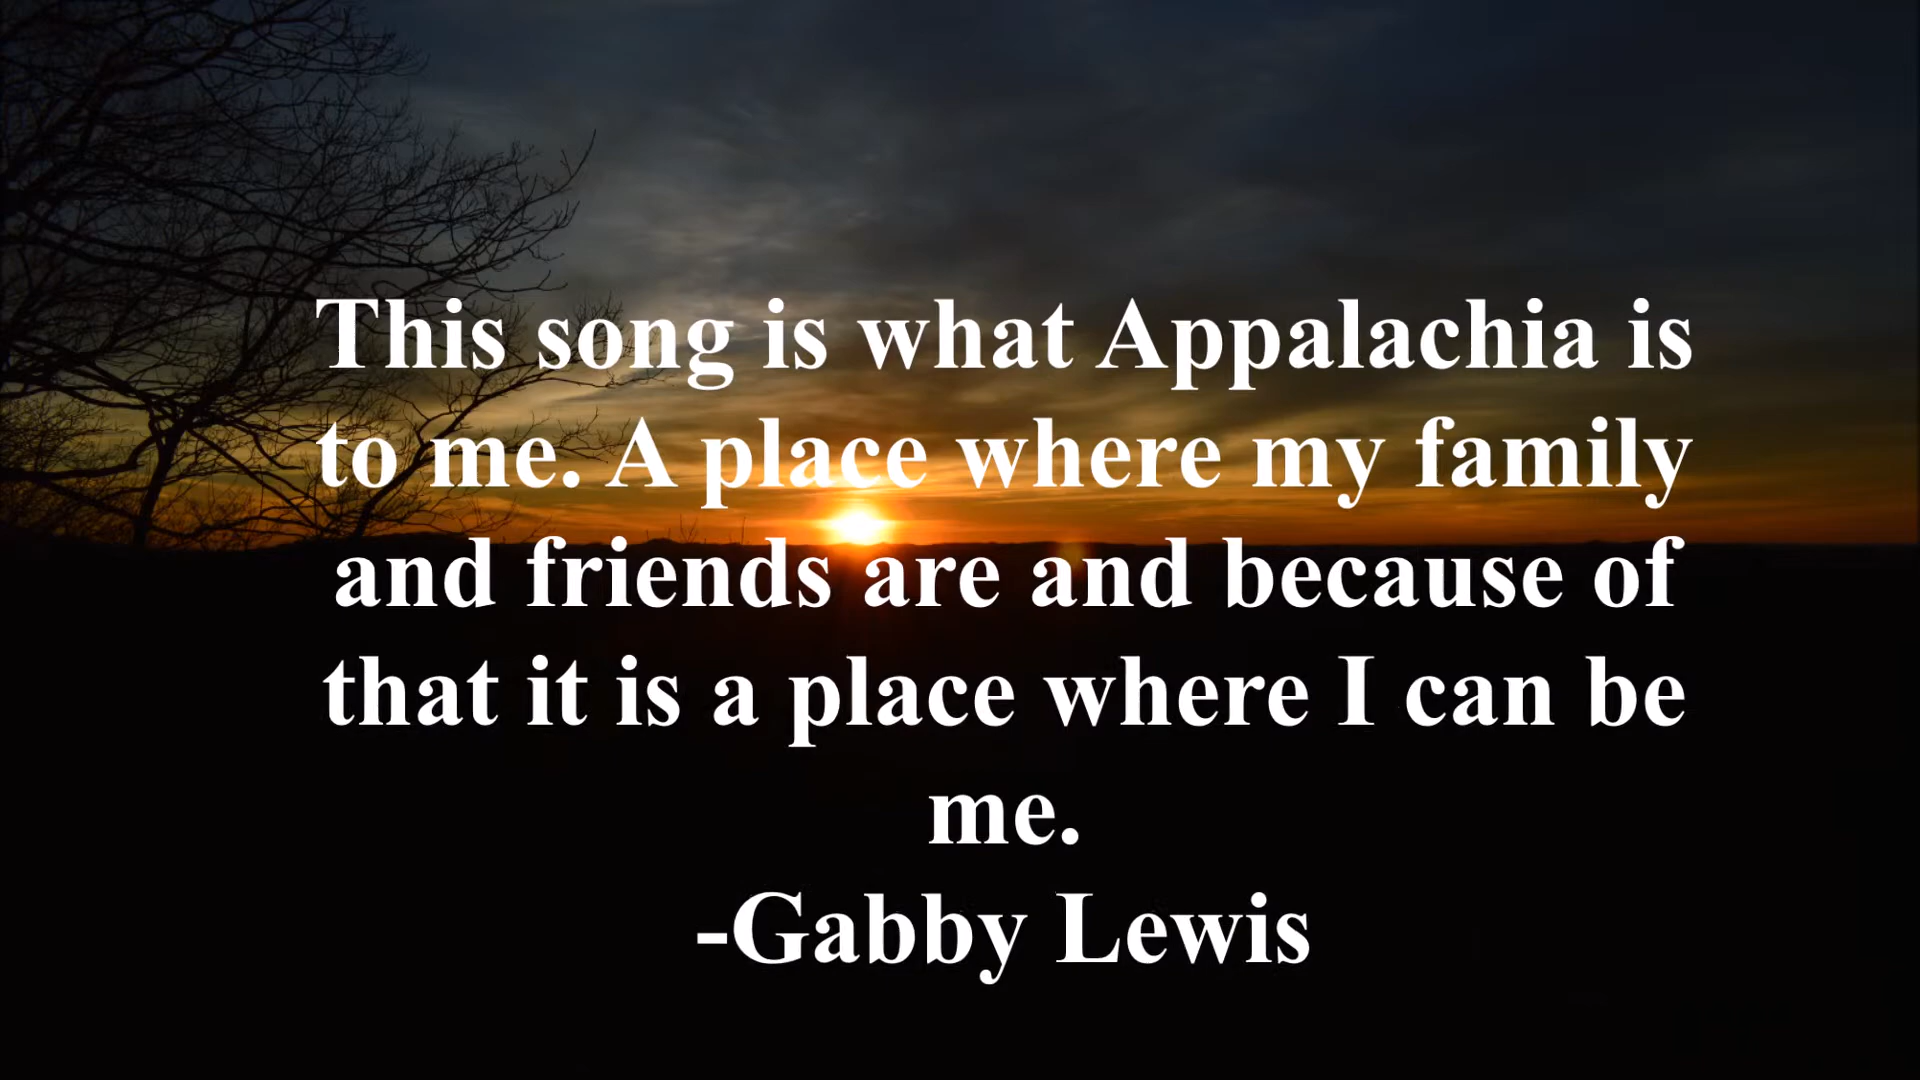 This song is what Appalachia is
to me. A place where my family
and friends are and because of
that it is a place where I can be
me.
-Gabby Lewis